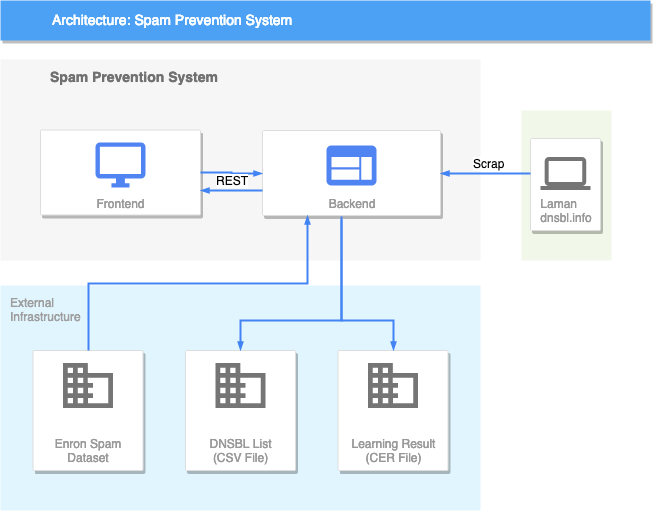 Architecture: Spam Prevention System
Spam Prevention System
Frontend
REST
Backend
Scrap
Laman
dnsbl.info
External
Infrastructure
Enron Spam
Dataset
DNSBL List
(CSV File)
Learning Result
(CER File)